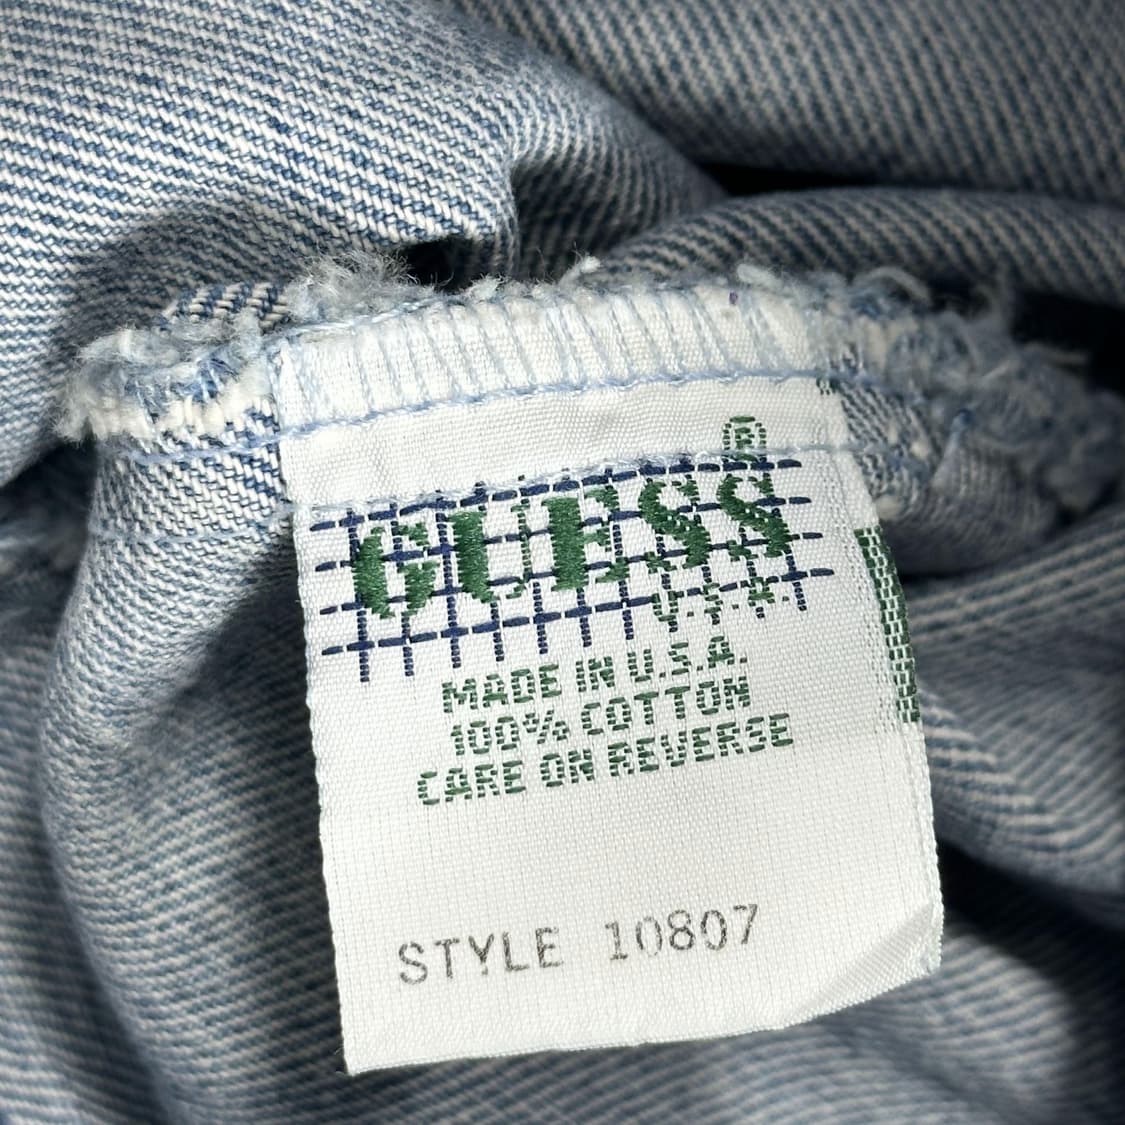 ®
GUESS
U.S.A.
MADE IN U.S.A.
100% COTTON
CARE ON REVERSE
STYLE 10807